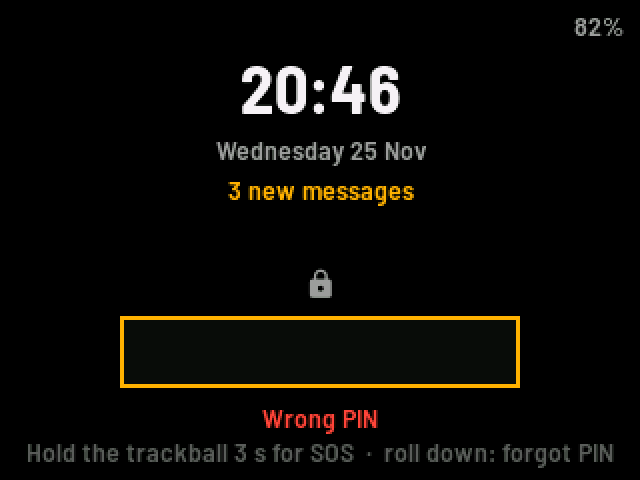 82%
20:46
Wednesday 25 Nov
3 new messages
Wrong PIN
Hold the trackball 3 s for SOS · roll down: forgot PIN